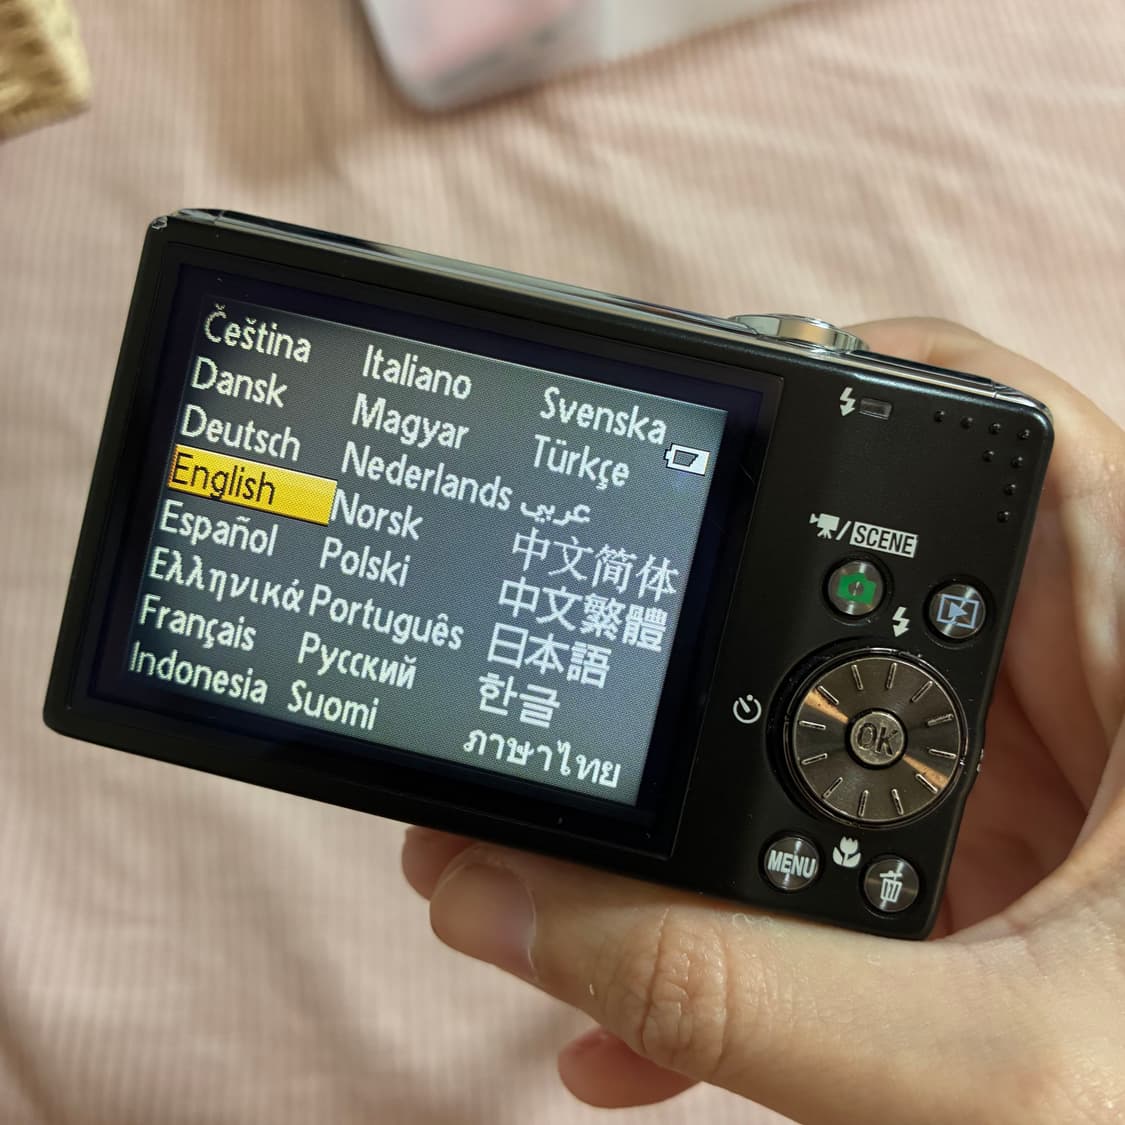 Čeština
Dansk
Deutsch
English
Español
Ελληνικά
Français
Indonesia
Italiano
Magyar
Nederlands
Norsk
Polski
Português
Русский
Suomi
Svenska
Türkçe
عربي
中文简体
中文繁體
日本語
한글
ภาษาไทย
SCENE
OK
MENU